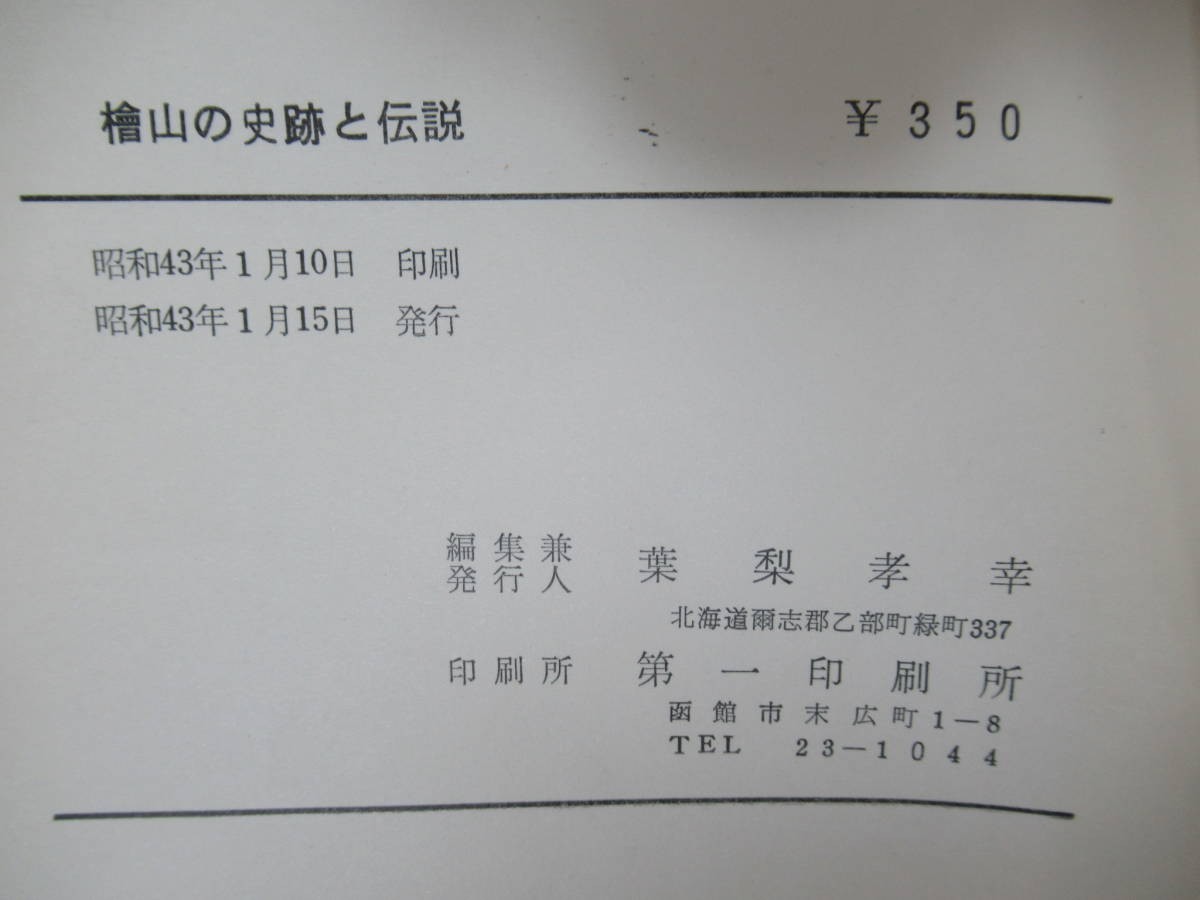 檜山の史跡と伝説 ￥350
昭和43年1月10日 印刷
昭和43年1月15日 発行
編集兼
発行人 葉梨孝幸
北海道爾志郡乙部町緑町337
印刷所 第一印刷所
函館市末広町1－8
TEL 23－1044